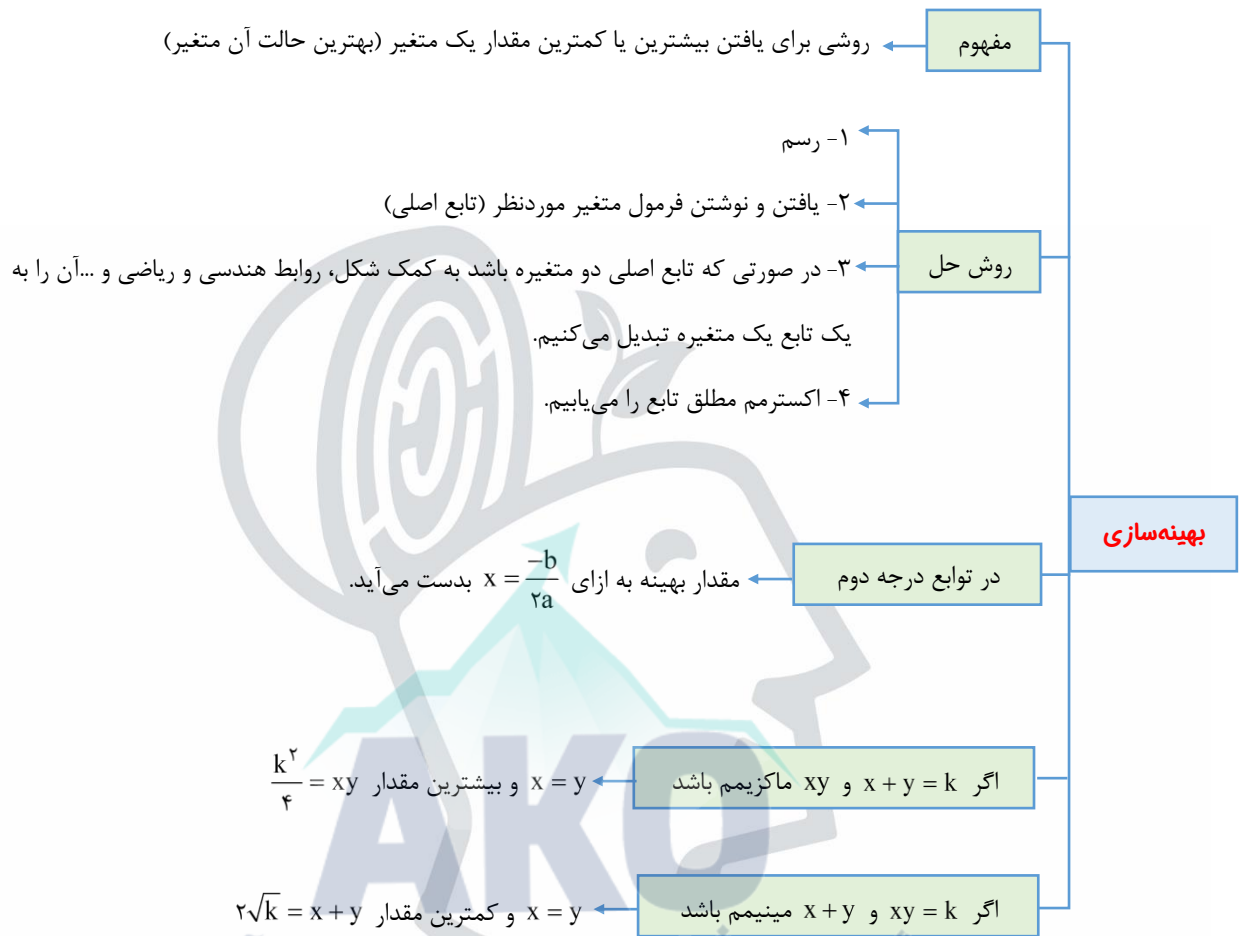 مفهوم
روشی برای یافتن بیشترین یا کمترین مقدار یک متغیر (بهترین حالت آن متغیر)
روش حل
۱- رسم
۲- یافتن و نوشتن فرمول متغیر موردنظر (تابع اصلی)
۳- در صورتی که تابع اصلی دو متغیره باشد به کمک شکل، روابط هندسی و ریاضی و ...آن را به
یک تابع یک متغیره تبدیل می‌کنیم.
۴- اکسترمم مطلق تابع را می‌یابیم.
بهینه‌سازی
در توابع درجه دوم
مقدار بهینه به ازای x = −b/۲a بدست می‌آید.
اگر x + y = k و xy ماکزیمم باشد
x = y و بیشترین مقدار k^۲/۴ = xy
اگر xy = k و x + y مینیمم باشد
x = y و کمترین مقدار ۲√k = x + y
AKO